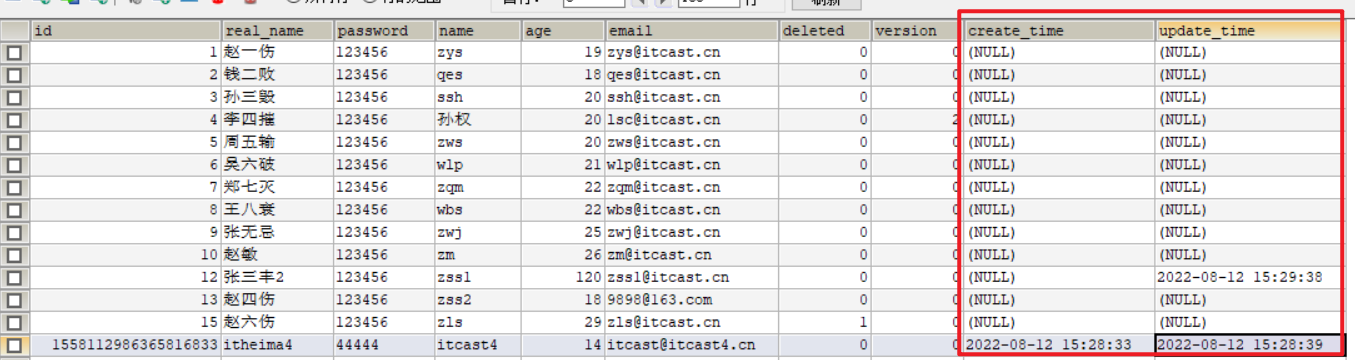 id real_name password name age email deleted version create_time update_time
1 赵一伤 123456 zys 19 zys@itcast.cn 0 0 (NULL) (NULL)
2 钱二败 123456 qes 18 qes@itcast.cn 0 0 (NULL) (NULL)
3 孙三毁 123456 ssh 20 ssh@itcast.cn 0 0 (NULL) (NULL)
4 李四摧 123456 孙权 20 lsc@itcast.cn 0 2 (NULL) (NULL)
5 周五输 123456 zws 20 zws@itcast.cn 0 0 (NULL) (NULL)
6 吴六破 123456 wlp 21 wlp@itcast.cn 0 0 (NULL) (NULL)
7 郑七灭 123456 zqm 22 zqm@itcast.cn 0 0 (NULL) (NULL)
8 王八衰 123456 wbs 22 wbs@itcast.cn 0 0 (NULL) (NULL)
9 张无忌 123456 zwj 25 zwj@itcast.cn 0 0 (NULL) (NULL)
10 赵敏 123456 zm 26 zm@itcast.cn 0 0 (NULL) (NULL)
12 张三丰2 123456 zss1 120 zss1@itcast.cn 0 0 (NULL) 2022-08-12 15:29:38
13 赵四伤 123456 zss2 18 9898@163.com 0 0 (NULL) (NULL)
15 赵六伤 123456 zls 29 zls@itcast.cn 1 0 (NULL) (NULL)
1558112986365816833 itheima4 44444 itcast4 14 itcast@itcast4.cn 0 0 2022-08-12 15:28:33 2022-08-12 15:28:39